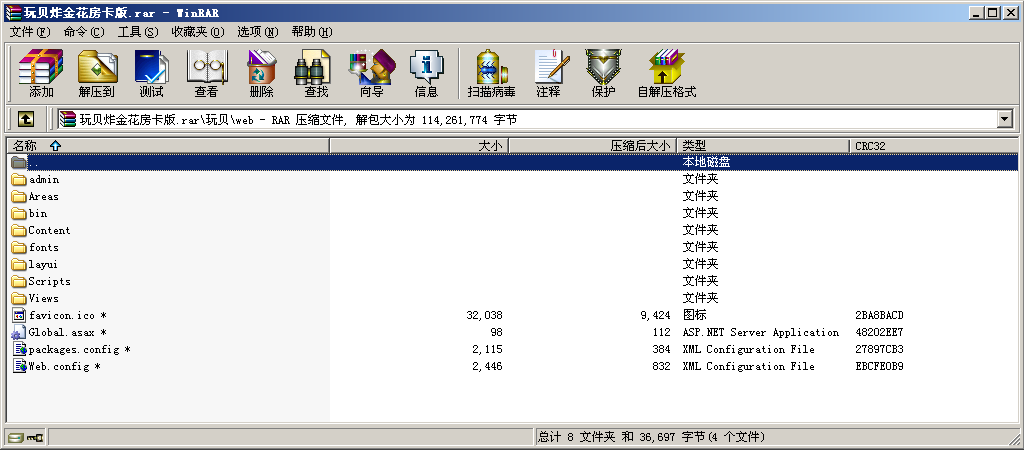 玩贝炸金花房卡版.rar - WinRAR
文件(F) 命令(C) 工具(S) 收藏夹(O) 选项(N) 帮助(H)
添加 解压到 测试 查看 删除 查找 向导 信息 扫描病毒 注释 保护 自解压格式
玩贝炸金花房卡版.rar\玩贝\web - RAR 压缩文件, 解包大小为 114,261,774 字节
名称 大小 压缩后大小 类型 CRC32
.. 本地磁盘
admin 文件夹
Areas 文件夹
bin 文件夹
Content 文件夹
fonts 文件夹
layui 文件夹
Scripts 文件夹
Views 文件夹
favicon.ico * 32,038 9,424 图标 2BA8BACD
Global.asax * 98 112 ASP.NET Server Application 48202EE7
packages.config * 2,115 384 XML Configuration File 27897CB3
Web.config * 2,446 832 XML Configuration File EBCFE0B9
总计 8 文件夹 和 36,697 字节(4 个文件)